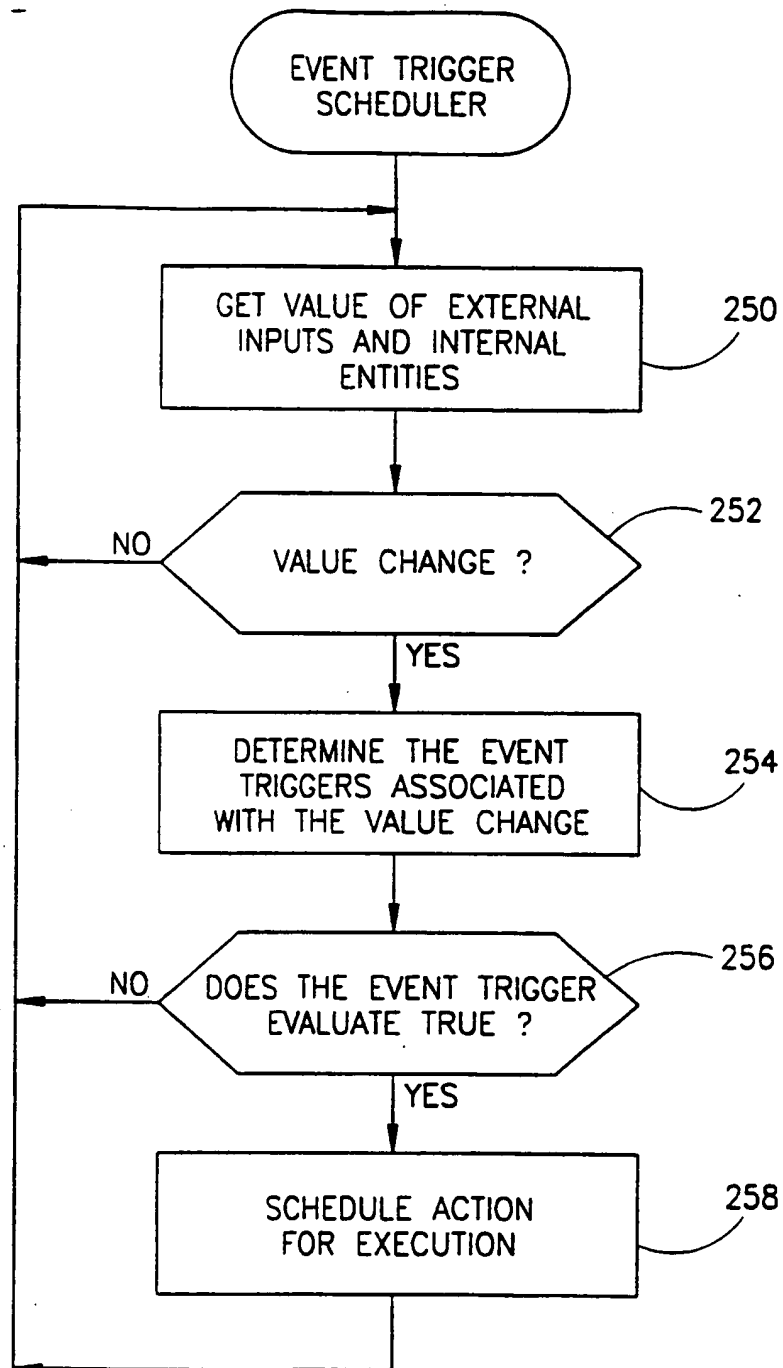 EVENT TRIGGER
SCHEDULER
GET VALUE OF EXTERNAL
INPUTS AND INTERNAL
ENTITIES
250
VALUE CHANGE ?
252
NO
YES
DETERMINE THE EVENT
TRIGGERS ASSOCIATED
WITH THE VALUE CHANGE
254
DOES THE EVENT TRIGGER
EVALUATE TRUE ?
256
NO
YES
SCHEDULE ACTION
FOR EXECUTION
258